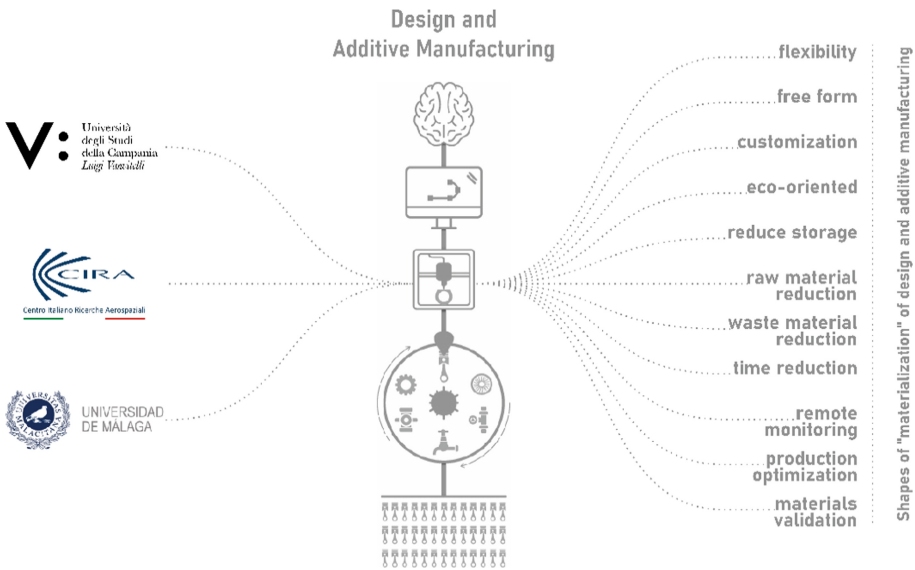 Design and
Additive Manufacturing
V:
Università
degli Studi
della Campania
Luigi Vanvitelli
CIRA
Centro Italiano Ricerche Aerospaziali
UNIVERSITAS
MALACITANA
UNIVERSIDAD
DE MÁLAGA
flexibility
free form
customization
eco-oriented
reduce storage
raw material
reduction
waste material
reduction
time reduction
remote
monitoring
production
optimization
materials
validation
Shapes of "materialization" of design and additive manufacturing